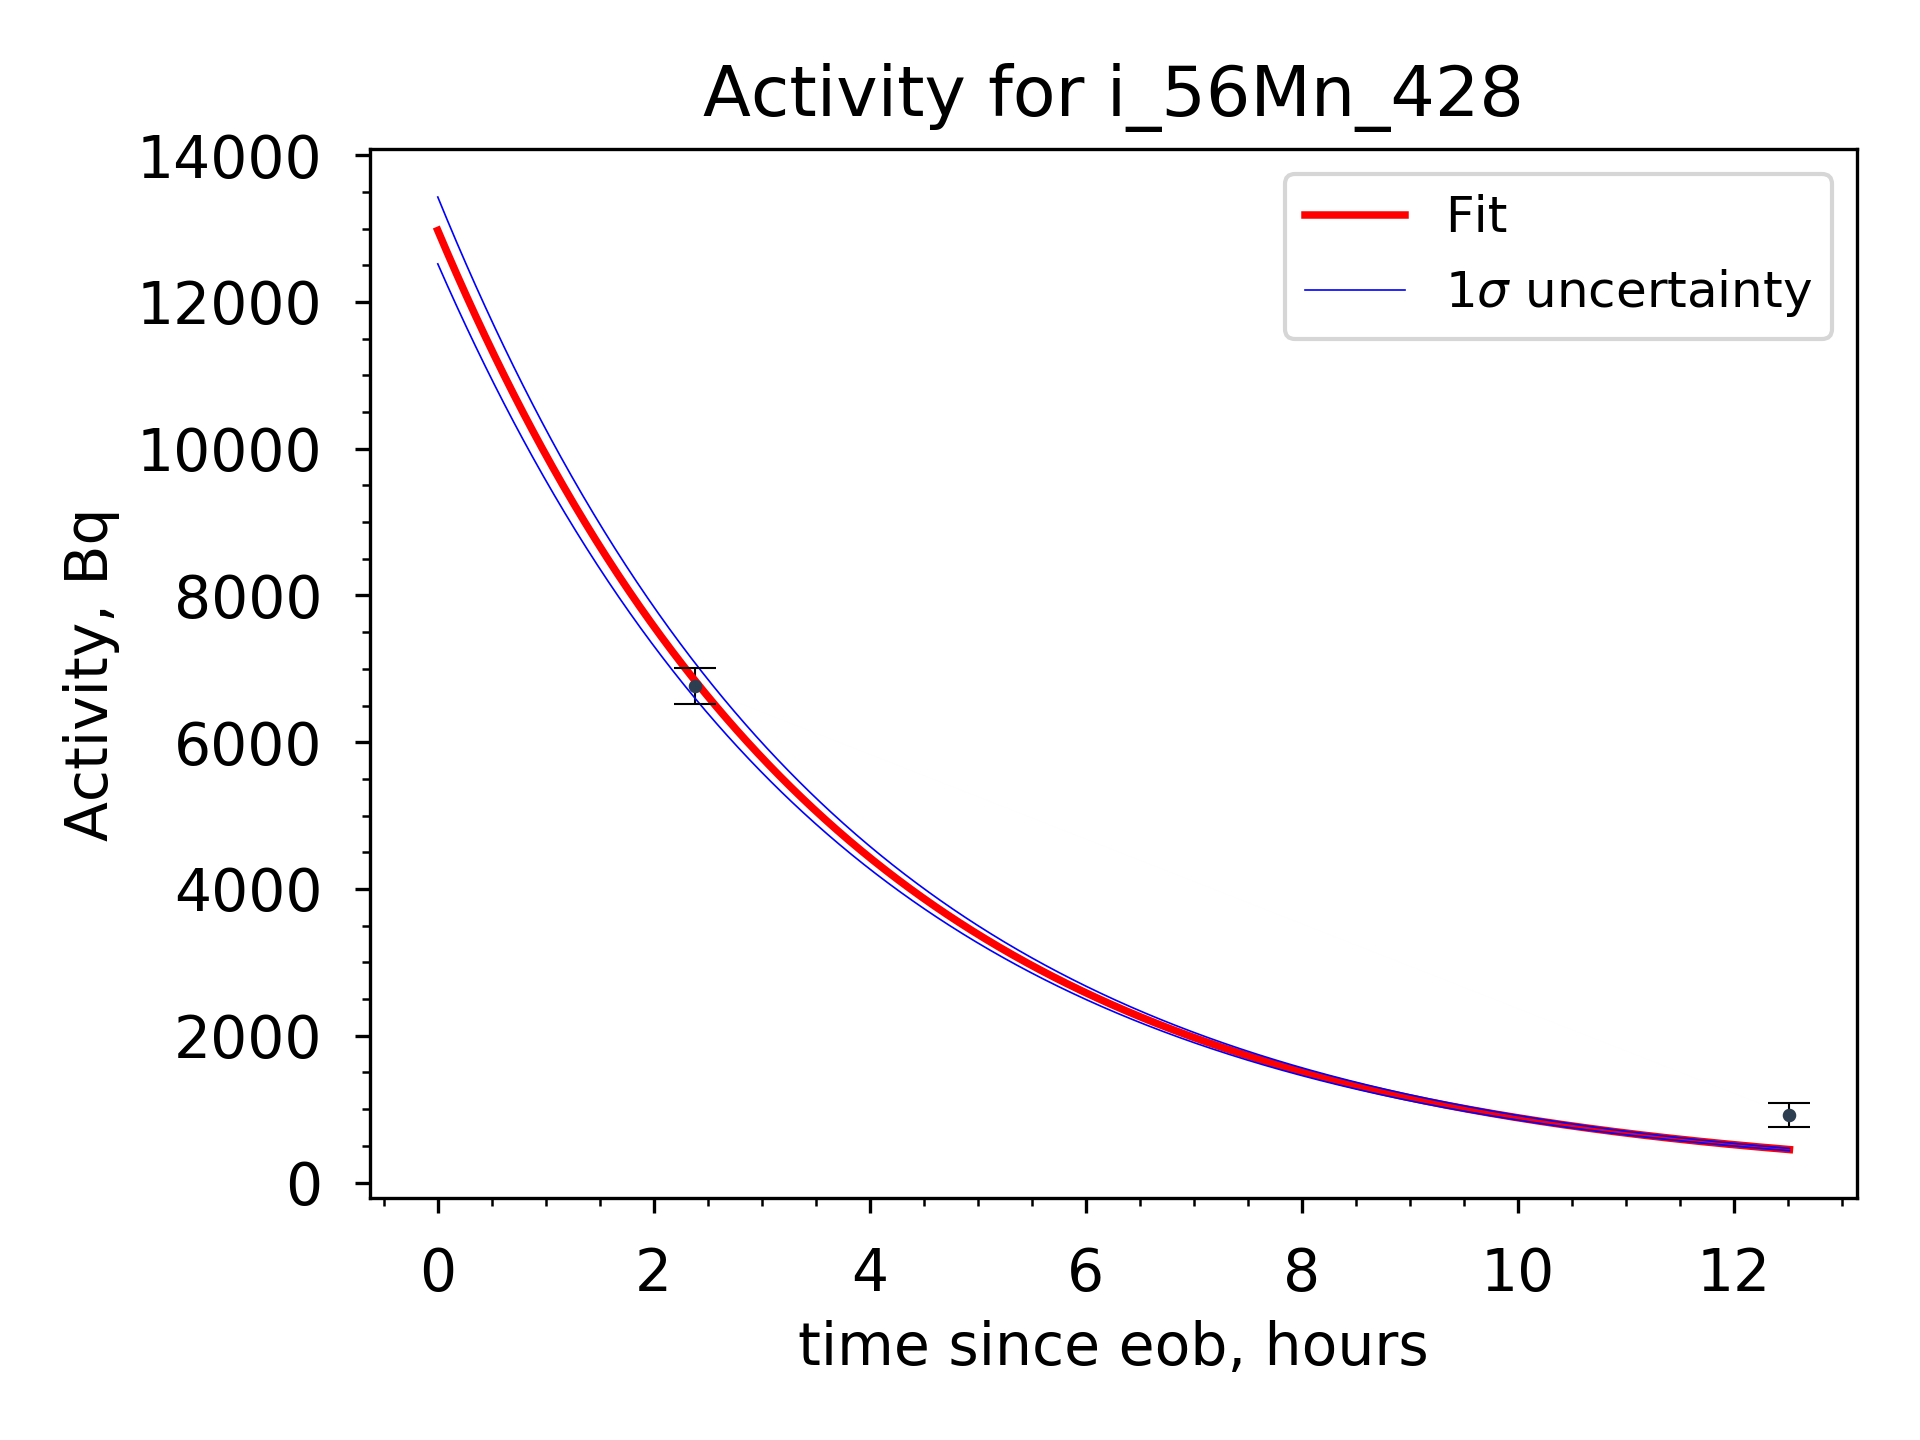 Activity for i_56Mn_428
14000
12000
10000
8000
6000
4000
2000
0
Activity, Bq
Fit
1σ uncertainty
0 2 4 6 8 10 12
time since eob, hours